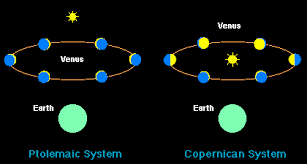 Venus
Venus
Earth
Earth
Ptolemaic System
Copernican System